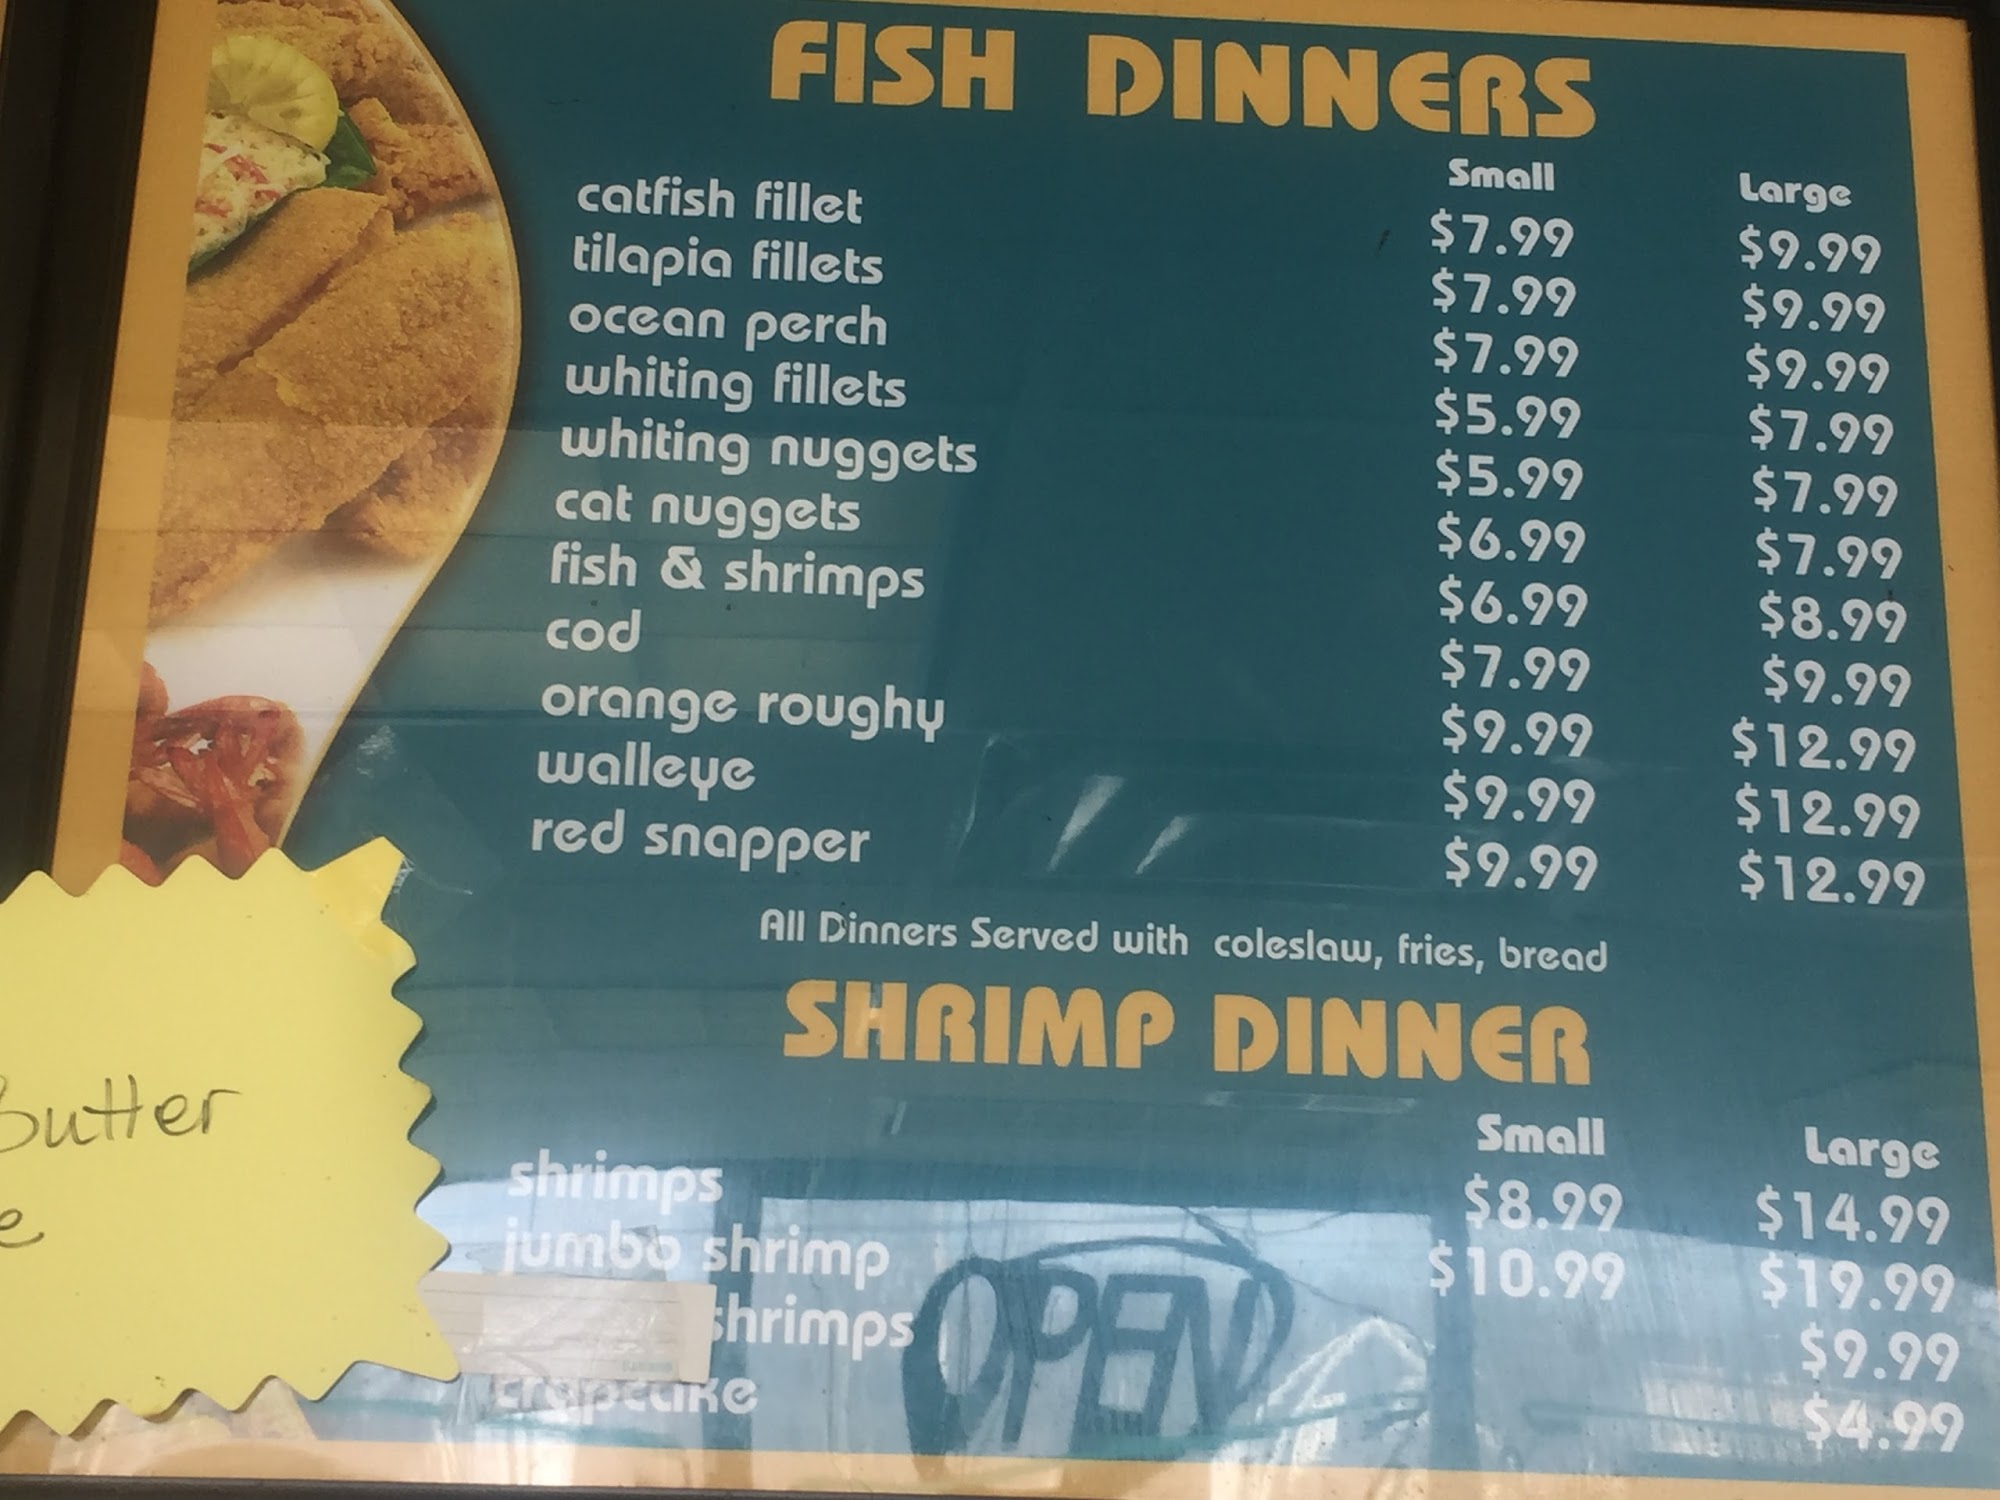 FISH DINNERS
Small Large
catfish fillet $7.99 $9.99
tilapia fillets $7.99 $9.99
ocean perch $7.99 $9.99
whiting fillets $5.99 $7.99
whiting nuggets $5.99 $7.99
cat nuggets $6.99 $7.99
fish & shrimps $6.99 $8.99
cod $7.99 $9.99
orange roughy $9.99 $12.99
walleye $9.99 $12.99
red snapper $9.99 $12.99
All Dinners Served with coleslaw, fries, bread
SHRIMP DINNER
Small Large
shrimps $8.99 $14.99
jumbo shrimp $10.99 $19.99
shrimps $9.99
$4.99
Butter
e
OPEN